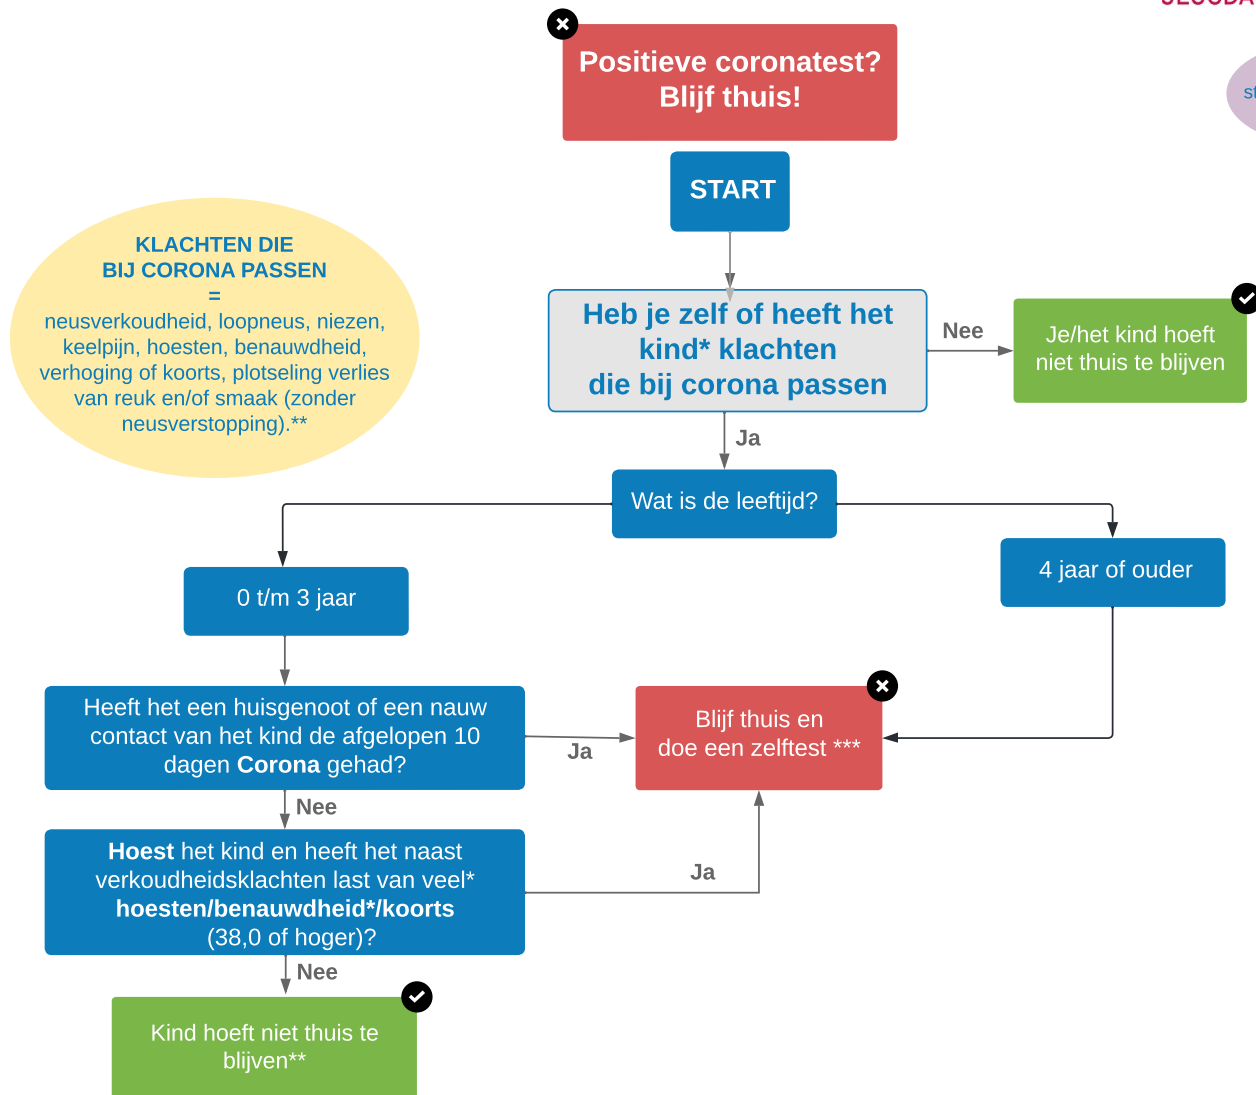 Positieve coronatest?
Blijf thuis!
START
KLACHTEN DIE
BIJ CORONA PASSEN
=
neusverkoudheid, loopneus, niezen,
keelpijn, hoesten, benauwdheid,
verhoging of koorts, plotseling verlies
van reuk en/of smaak (zonder
neusverstopping).**
Heb je zelf of heeft het
kind* klachten
die bij corona passen
Nee
Je/het kind hoeft
niet thuis te blijven
Ja
Wat is de leeftijd?
0 t/m 3 jaar
4 jaar of ouder
Heeft het een huisgenoot of een nauw
contact van het kind de afgelopen 10
dagen Corona gehad?
Ja
Blijf thuis en
doe een zelftest ***
Nee
Hoest het kind en heeft het naast
verkoudheidsklachten last van veel*
hoesten/benauwdheid*/koorts
(38,0 of hoger)?
Ja
Nee
Kind hoeft niet thuis te
blijven**